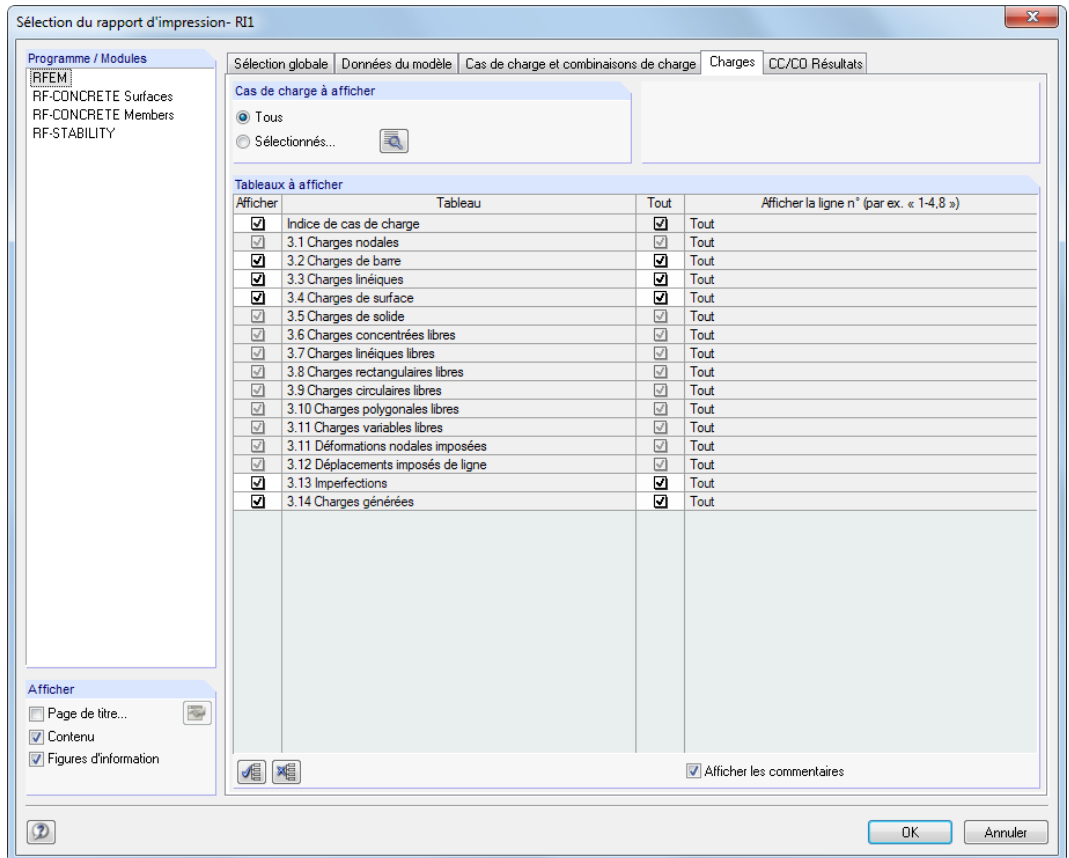 Sélection du rapport d'impression- RI1
Programme / Modules
RFEM
RF-CONCRETE Surfaces
RF-CONCRETE Members
RF-STABILITY
Sélection globale Données du modèle Cas de charge et combinaisons de charge Charges CC/CO Résultats
Cas de charge à afficher
Tous
Sélectionnés...
Tableaux à afficher
Afficher Tableau Tout Afficher la ligne n° (par ex. « 1-4,8 »)
Indice de cas de charge Tout
3.1 Charges nodales Tout
3.2 Charges de barre Tout
3.3 Charges linéiques Tout
3.4 Charges de surface Tout
3.5 Charges de solide Tout
3.6 Charges concentrées libres Tout
3.7 Charges linéiques libres Tout
3.8 Charges rectangulaires libres Tout
3.9 Charges circulaires libres Tout
3.10 Charges polygonales libres Tout
3.11 Charges variables libres Tout
3.11 Déformations nodales imposées Tout
3.12 Déplacements imposés de ligne Tout
3.13 Imperfections Tout
3.14 Charges générées Tout
Afficher
Page de titre...
Contenu
Figures d'information
Afficher les commentaires
OK Annuler